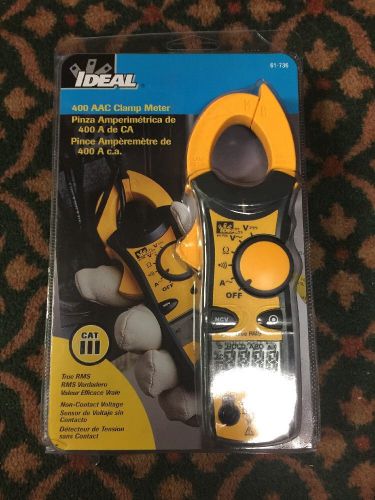 IDEAL
61-736
400 AAC Clamp Meter
Pinza Amperimétrica de
400 A de CA
Pince Ampèremètre de
400 A c.a.
V
V~
Ω
A~
OFF
NCV
CAT
III
True RMS
RMS Verdadero
Valeur Efficace Vraie
Non-Contact Voltage
Sensor de Voltaje sin
Contacto
Détecteur de Tension
sans Contact